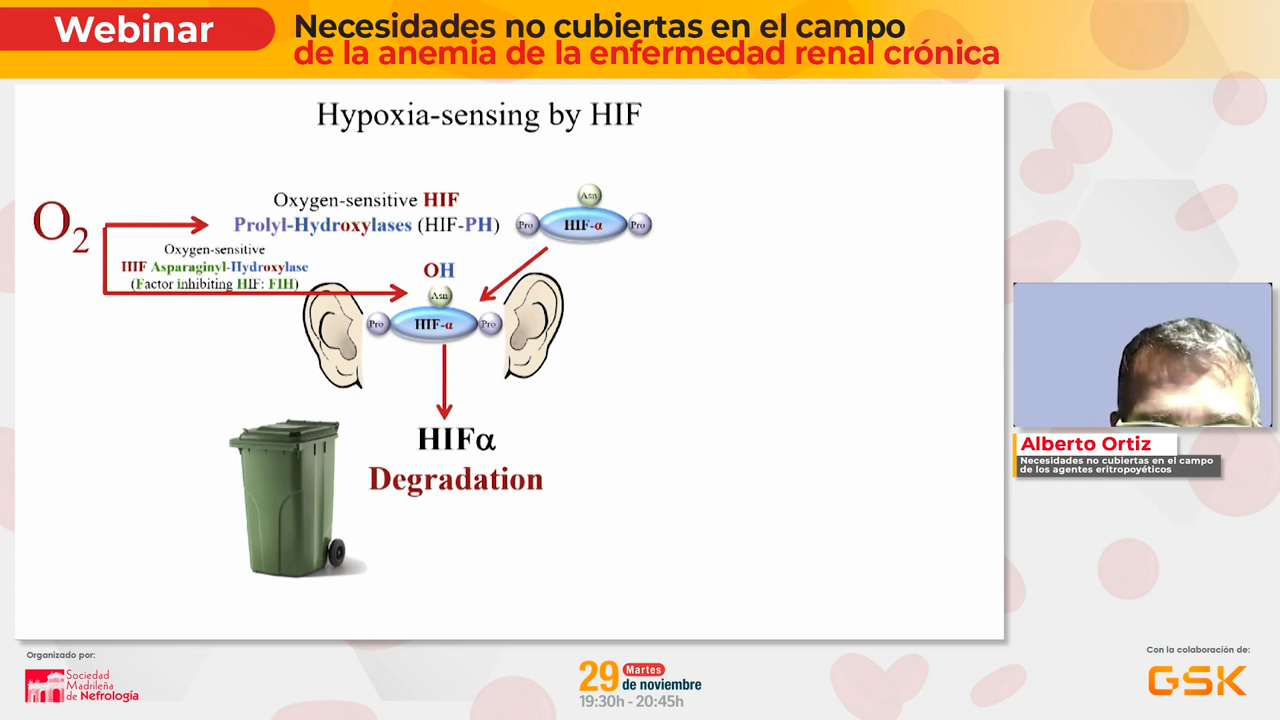 Webinar
Necesidades no cubiertas en el campo
de la anemia de la enfermedad renal crónica
Hypoxia-sensing by HIF
O2
Oxygen-sensitive HIF
Prolyl-Hydroxylases (HIF-PH)
Asn
Pro
HIF-α
Pro
Oxygen-sensitive
HIF Asparaginyl-Hydroxylase
(Factor inhibiting HIF: FIH)
OH
Asn
Pro
HIF-α
Pro
HIFα
Degradation
Alberto Ortiz
Necesidades no cubiertas en el campo
de los agentes eritropoyéticos
Organizado por:
Sociedad
Madrileña
de Nefrología
29 Martes
de noviembre
19:30h - 20:45h
Con la colaboración de:
GSK